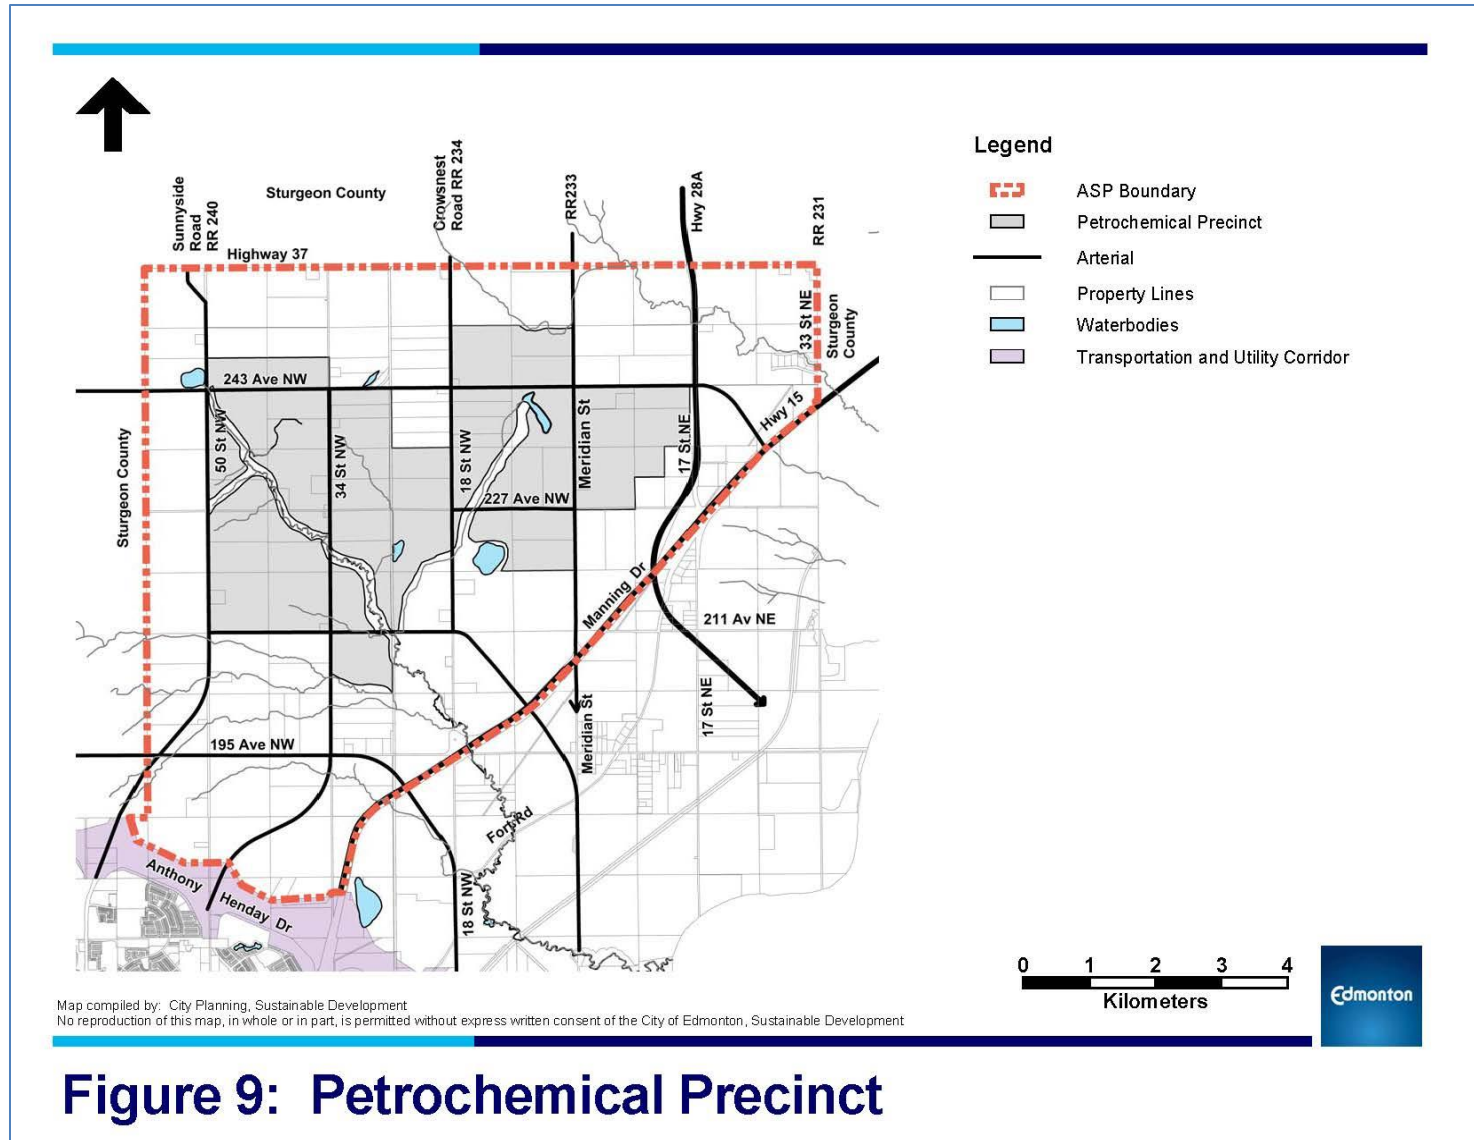 Sturgeon County
Sunnyside
Road
RR 240
Crowsnest
Road RR 234
RR233
Hwy 28A
RR 231
Highway 37
33 St NE
Sturgeon
County
243 Ave NW
Hwy 15
50 St NW
34 St NW
18 St NW
Meridian St
17 St NE
Sturgeon County
227 Ave NW
Manning Dr
211 Av NE
17 St NE
Meridian St
195 Ave NW
Fort Rd
Anthony
Henday Dr
18 St NW
Legend
ASP Boundary
Petrochemical Precinct
Arterial
Property Lines
Waterbodies
Transportation and Utility Corridor
0 1 2 3 4
Kilometers
Edmonton
Map compiled by: City Planning, Sustainable Development
No reproduction of this map, in whole or in part, is permitted without express written consent of the City of Edmonton, Sustainable Development
Figure 9: Petrochemical Precinct